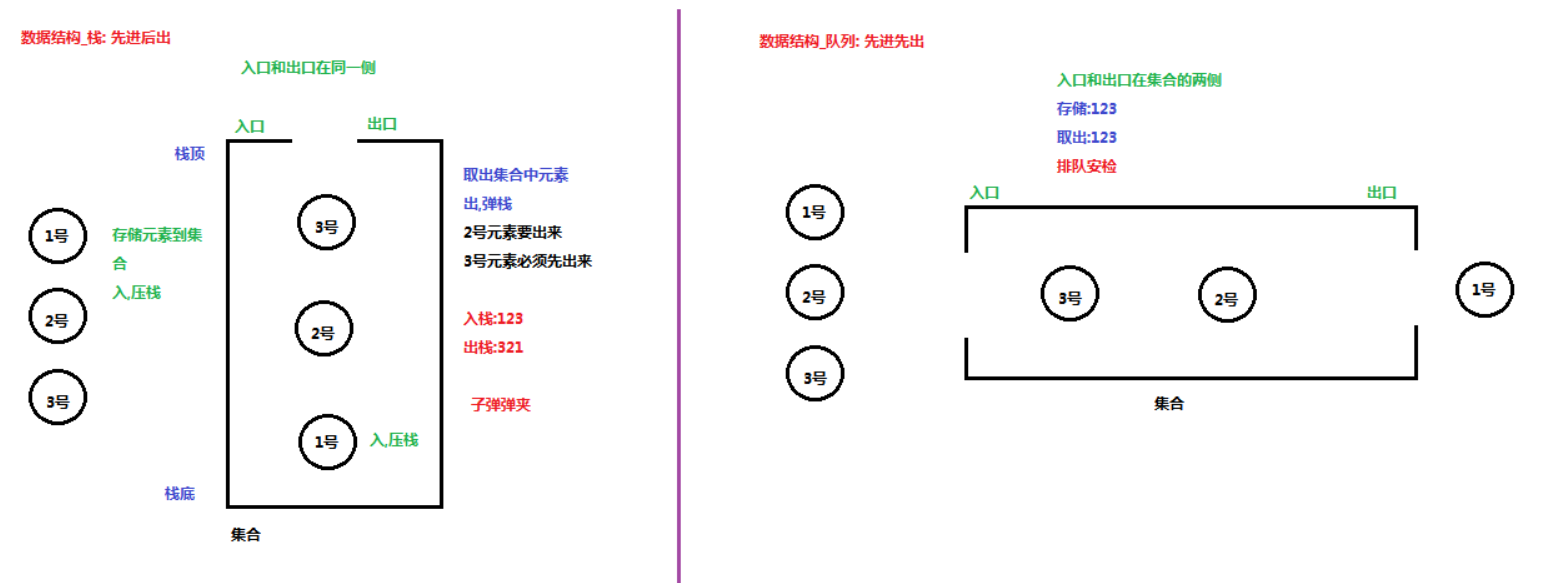 数据结构_栈: 先进后出
入口和出口在同一侧
入口
出口
栈顶
1号
2号
3号
存储元素到集
合
入,压栈
3号
2号
1号
入,压栈
栈底
集合
取出集合中元素
出,弹栈
2号元素要出来
3号元素必须先出来
入栈:123
出栈:321
子弹弹夹
数据结构_队列: 先进先出
入口和出口在集合的两侧
存储:123
取出:123
排队安检
入口
出口
1号
2号
3号
3号
2号
1号
集合